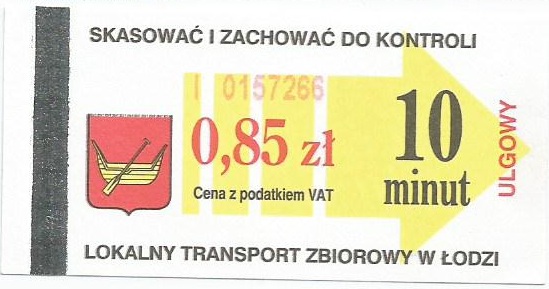 SKASOWAĆ I ZACHOWAĆ DO KONTROLI
I 0157266
0,85 zł
Cena z podatkiem VAT
10
minut
ULGOWY
LOKALNY TRANSPORT ZBIOROWY W ŁODZI